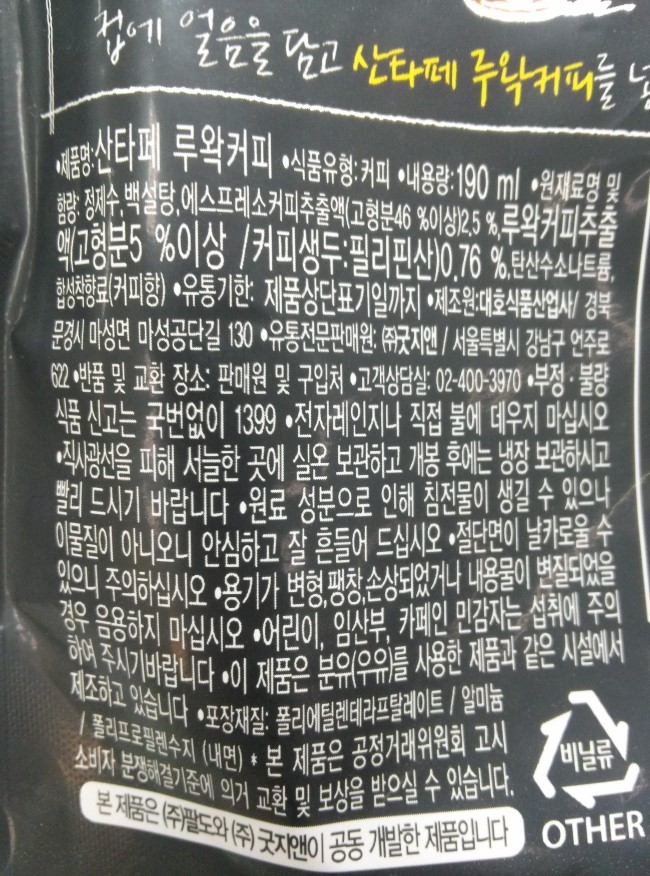 컵에 얼음을 담고 산타페 루왁커피를
•제품명:산타페 루왁커피 •식품유형: 커피 •내용량:190 ml •원재료명 및
함량: 정제수,백설탕,에스프레소커피추출액(고형분46 %이상)2.5 %,루왁커피추출
액(고형분5 %이상 /커피생두:필리핀산)0.76 %,탄산수소나트륨,
합성착향료(커피향) •유통기한: 제품상단표기일까지 •제조원:대호식품산업사/ 경북
문경시 마성면 마성공단길 130 •유통전문판매원: ㈜굿지앤 / 서울특별시 강남구 언주로
622 •반품 및 교환 장소: 판매원 및 구입처 •고객상담실: 02-400-3970 •부정·불량
식품 신고는 국번없이 1399 •전자레인지나 직접 불에 데우지 마십시오
•직사광선을 피해 서늘한 곳에 실온 보관하고 개봉 후에는 냉장 보관하시고
빨리 드시기 바랍니다 •원료 성분으로 인해 침전물이 생길 수 있으나
이물질이 아니오니 안심하고 잘 흔들어 드십시오 •절단면이 날카로울 수
있으니 주의하십시오 •용기가 변형,팽창,손상되었거나 내용물이 변질되었을
경우 음용하지 마십시오 •어린이, 임산부, 카페인 민감자는 섭취에 주의
하여 주시기바랍니다 •이 제품은 분유(우유)를 사용한 제품과 같은 시설에서
제조하고 있습니다 •포장재질: 폴리에틸렌테라프탈레이트 / 알미늄
/ 폴리프로필렌수지 (내면) * 본 제품은 공정거래위원회 고시
소비자 분쟁해결기준에 의거 교환 및 보상을 받으실 수 있습니다.
비닐류
OTHER
본 제품은 (주)팔도와 (주) 굿지앤이 공동 개발한 제품입니다